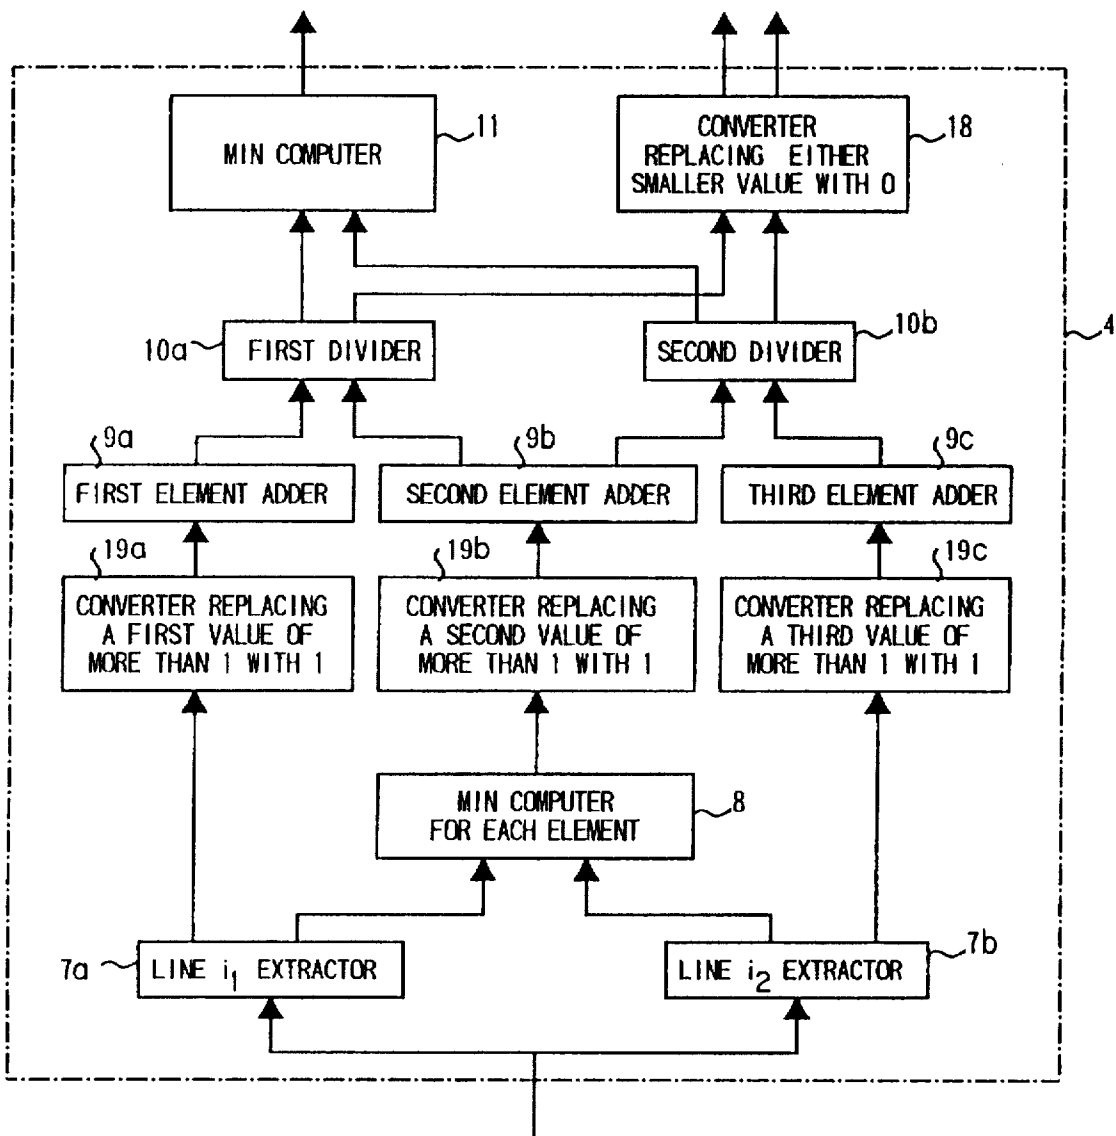 MIN COMPUTER
11
CONVERTER
REPLACING EITHER
SMALLER VALUE WITH 0
18
10a
FIRST DIVIDER
SECOND DIVIDER
10b
4
9a
9b
9c
FIRST ELEMENT ADDER
SECOND ELEMENT ADDER
THIRD ELEMENT ADDER
19a
19b
19c
CONVERTER REPLACING
A FIRST VALUE OF
MORE THAN 1 WITH 1
CONVERTER REPLACING
A SECOND VALUE OF
MORE THAN 1 WITH 1
CONVERTER REPLACING
A THIRD VALUE OF
MORE THAN 1 WITH 1
MIN COMPUTER
FOR EACH ELEMENT
8
7a
LINE i1 EXTRACTOR
LINE i2 EXTRACTOR
7b